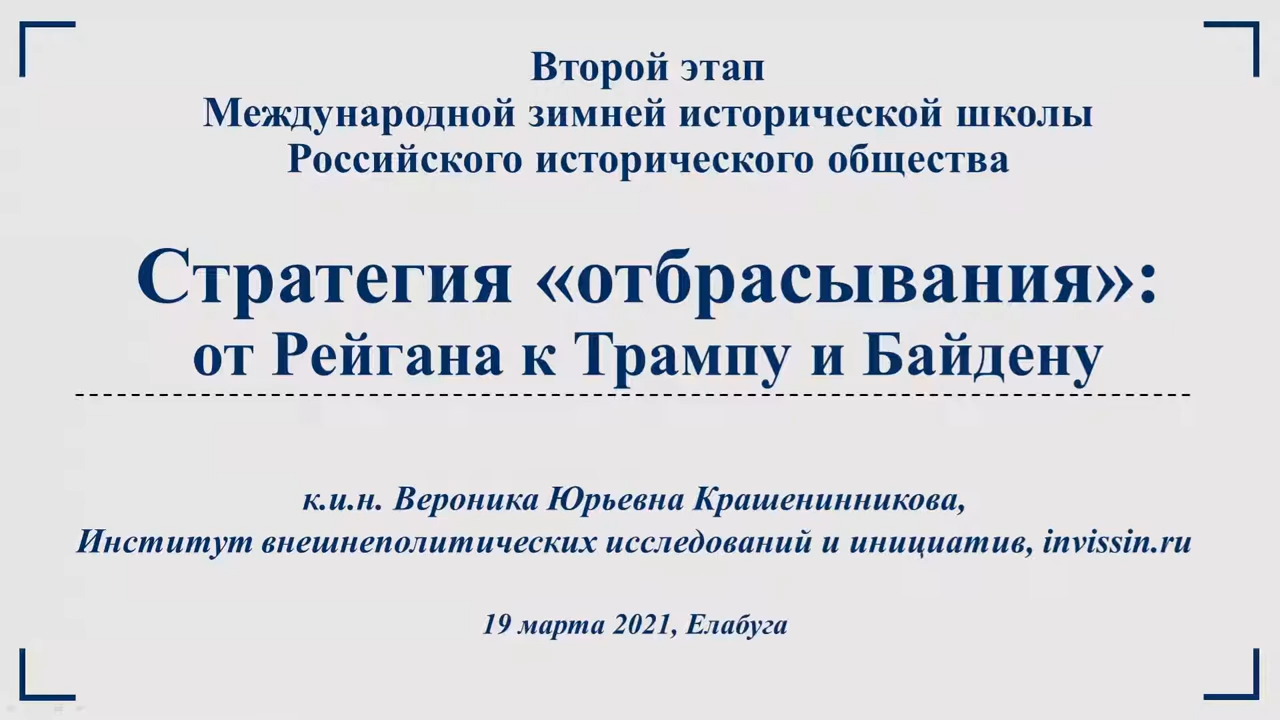 Второй этап
Международной зимней исторической школы
Российского исторического общества
Стратегия «отбрасывания»:
от Рейгана к Трампу и Байдену
к.и.н. Вероника Юрьевна Крашенинникова,
Институт внешнеполитических исследований и инициатив, invissin.ru
19 марта 2021, Елабуга